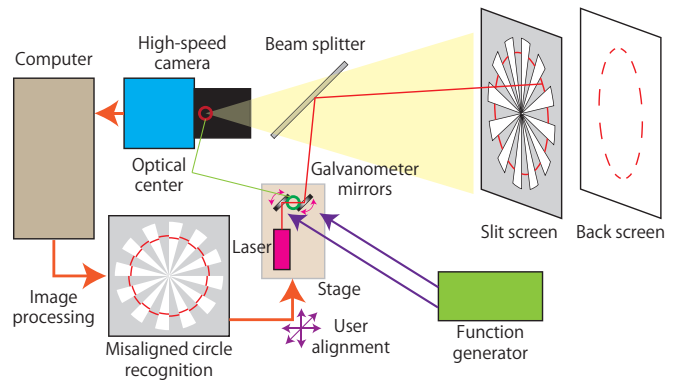 Computer
High-speed
camera
Beam splitter
Optical
center
Galvanometer
mirrors
Slit screen
Back screen
Laser
Stage
Image
processing
Misaligned circle
recognition
User
alignment
Function
generator